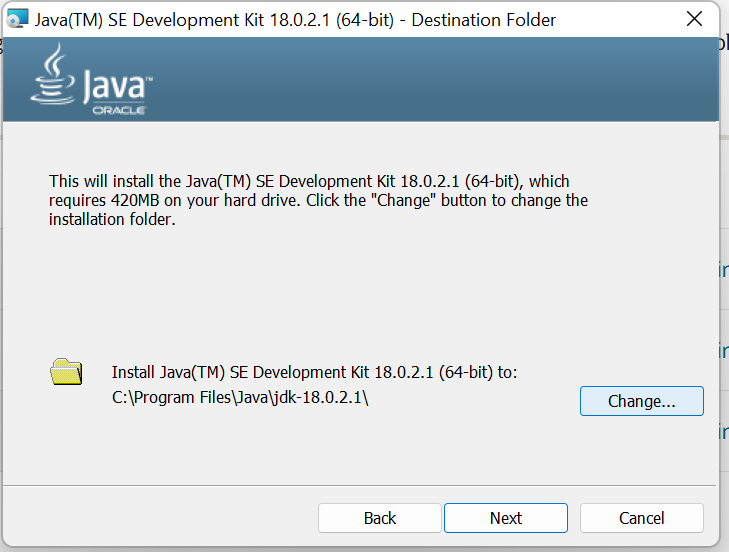 Java(TM) SE Development Kit 18.0.2.1 (64-bit) - Destination Folder
Java™
ORACLE
This will install the Java(TM) SE Development Kit 18.0.2.1 (64-bit), which
requires 420MB on your hard drive. Click the "Change" button to change the
installation folder.
Install Java(TM) SE Development Kit 18.0.2.1 (64-bit) to:
C:\Program Files\Java\jdk-18.0.2.1\
Change...
Back
Next
Cancel